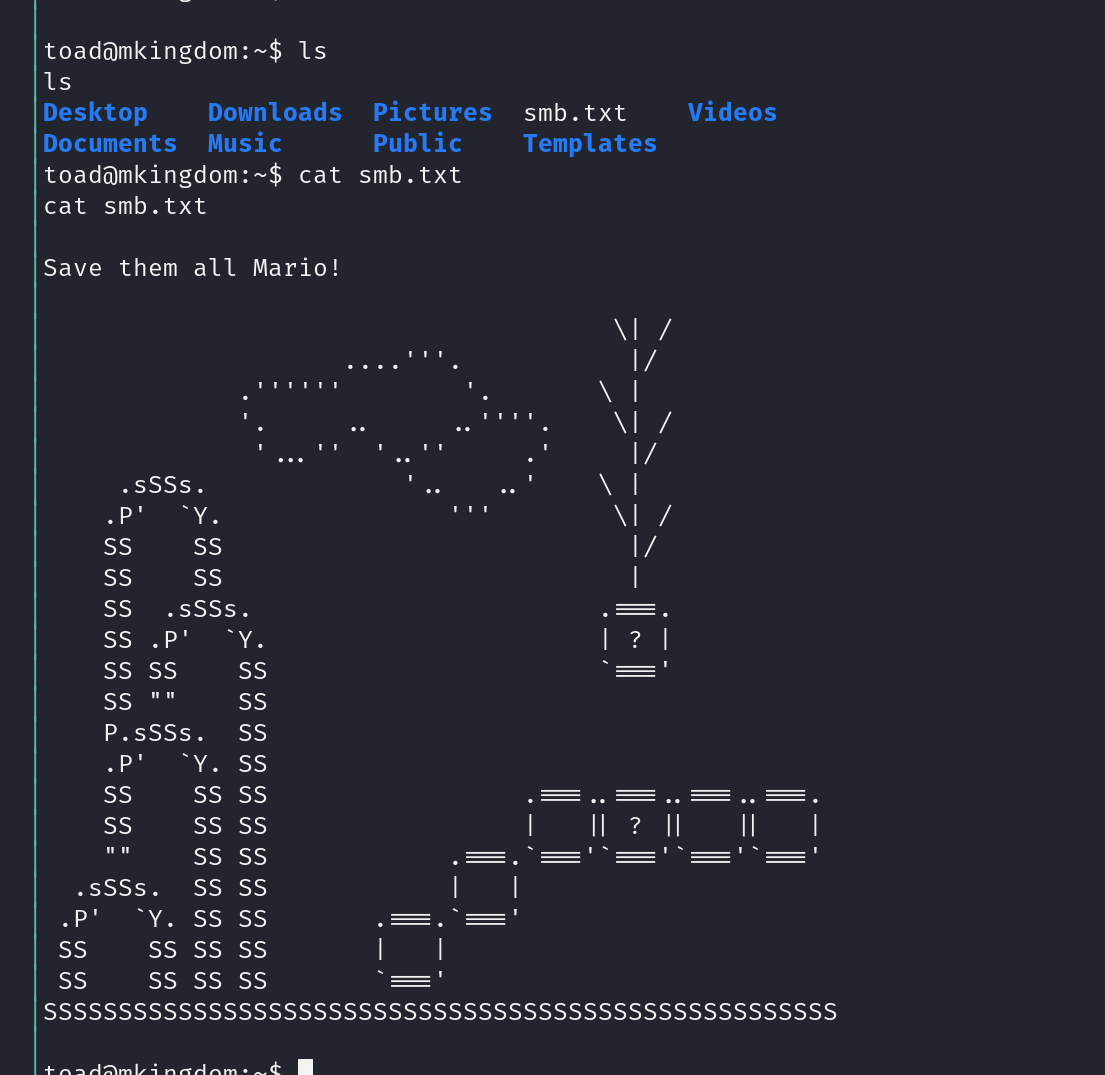 toad@mkingdom:~$ ls
ls
Desktop    Downloads  Pictures  smb.txt    Videos
Documents  Music      Public    Templates
toad@mkingdom:~$ cat smb.txt
cat smb.txt

Save them all Mario!

                                      \| /
                    ....'''.           |/
             .''''''        '.       \ |
             '.      ..      ..''''.    \| /
              '...''  '..''     .'     |/
     .sSSs.             '..    ..'    \ |
    .P'  `Y.               '''        \| /
    SS    SS                           |/
    SS    SS                           |
    SS  .sSSs.                       .===.
    SS .P'  `Y.                      | ? |
    SS SS    SS                      `==='
    SS ""    SS
    P.sSSs.  SS
    .P'  `Y. SS
    SS    SS SS                 .===..===..===..===.
    SS    SS SS                 |   || ? ||   ||   |
    ""    SS SS            .===.`==='`==='`==='`==='
  .sSSs.  SS SS            |   |
 .P'  `Y. SS SS       .===.`==='
 SS    SS SS SS       |   |
 SS    SS SS SS       `==='
SSSSSSSSSSSSSSSSSSSSSSSSSSSSSSSSSSSSSSSSSSSSSSSSSSSSS

toad@mkingdom:~$